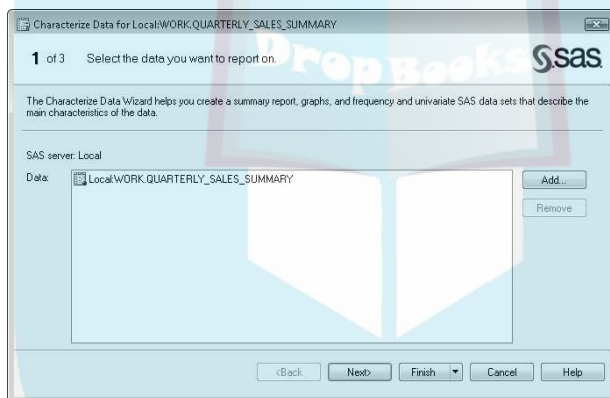 Characterize Data for Local:WORK.QUARTERLY_SALES_SUMMARY
1 of 3 Select the data you want to report on.
DropBooks
sas
The Characterize Data Wizard helps you create a summary report, graphs, and frequency and univariate SAS data sets that describe the
main characteristics of the data.
SAS server: Local
Data:
Local:WORK.QUARTERLY_SALES_SUMMARY
Add...
Remove
<Back
Next>
Finish
Cancel
Help